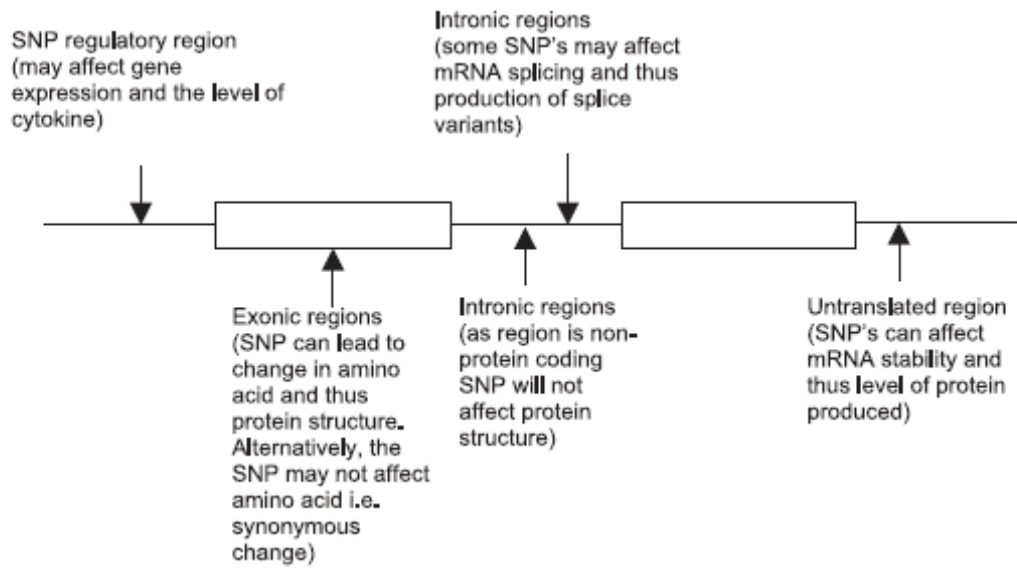 SNP regulatory region
(may affect gene
expression and the level of
cytokine)
Intronic regions
(some SNP's may affect
mRNA splicing and thus
production of splice
variants)
Exonic regions
(SNP can lead to
change in amino
acid and thus
protein structure.
Alternatively, the
SNP may not affect
amino acid i.e.
synonymous
change)
Intronic regions
(as region is non-
protein coding
SNP will not
affect protein
structure)
Untranslated region
(SNP's can affect
mRNA stability and
thus level of protein
produced)